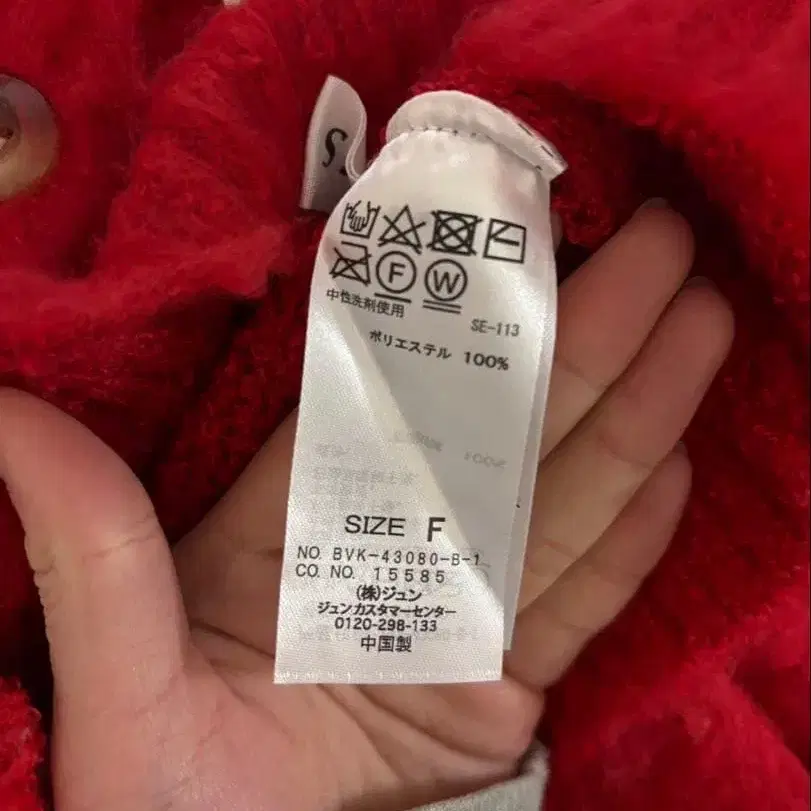 F W
中性洗剤使用
SE-113
ポリエステル 100%
SIZE F
NO. BVK-43080-B-1
CO. NO. 15585
(株)ジュン
ジュンカスタマーセンター
0120-298-133
中国製